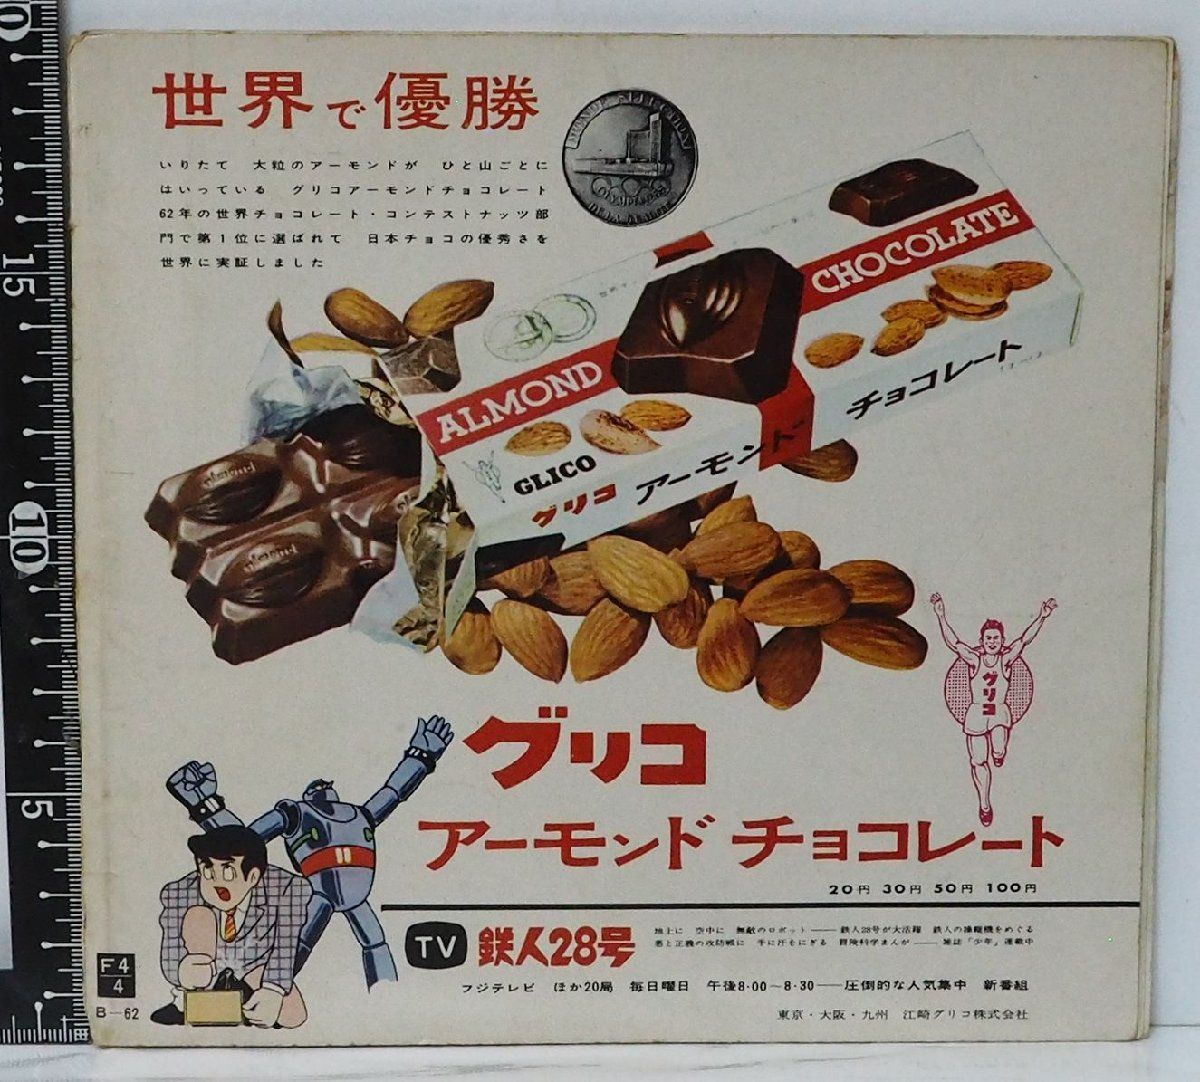 世界で優勝
いりたて 大粒のアーモンドが ひと山ごとに
はいっている グリコアーモンドチョコレート
62年の世界チョコレート・コンテストナッツ部
門で第1位に選ばれて 日本チョコの優秀さを
世界に実証しました
MONDE SELECTION
CHOCOLATE
ALMOND
チョコレート
アーモンド
GLICO
グリコ
almond
almond
グリコ
グリコ
アーモンド チョコレート
20円 30円 50円 100円
TV 鉄人28号
地上に 空中に 無敵のロボット——鉄人28号が大活躍 鉄人の操縦機をめぐる
悪と正義の攻防戦に 手に汗をにぎる 冒険科学まんが——雑誌「少年」連載中
フジテレビ ほか20局 毎日曜日 午後8・00〜8・30——圧倒的な人気集中 新番組
東京・大阪・九州 江崎グリコ株式会社
F4
4
B-62
15
10
5